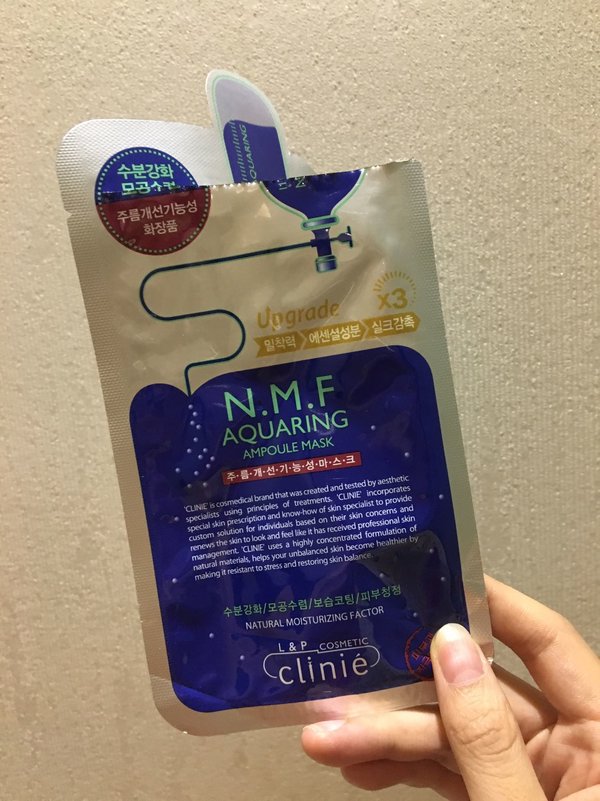 AQUARING
수분강화
모공수
주름개선기능성
화장품
Upgrade
x3
밀착력 에센셜성분 실크감촉
N.M.F
AQUARING
AMPOULE MASK
주·름·개·선·기·능·성·마·스·크
'CLINIE' is cosmedical brand that was created and tested by aesthetic
specialists using principles of treatments. 'CLINIE' incorporates
special skin prescription and know-how of skin specialist to provide
custom solution for individuals based on their skin concerns and
renews the skin to look and feel like it has received professional skin
management. 'CLINIE' uses a highly concentrated formulation of
natural materials, helps your unbalanced skin become healthier by
making it resistant to stress and restoring skin balance.
수분강화/모공수렴/보습코팅/피부청정
NATURAL MOISTURIZING FACTOR
L & P COSMETIC
clinié